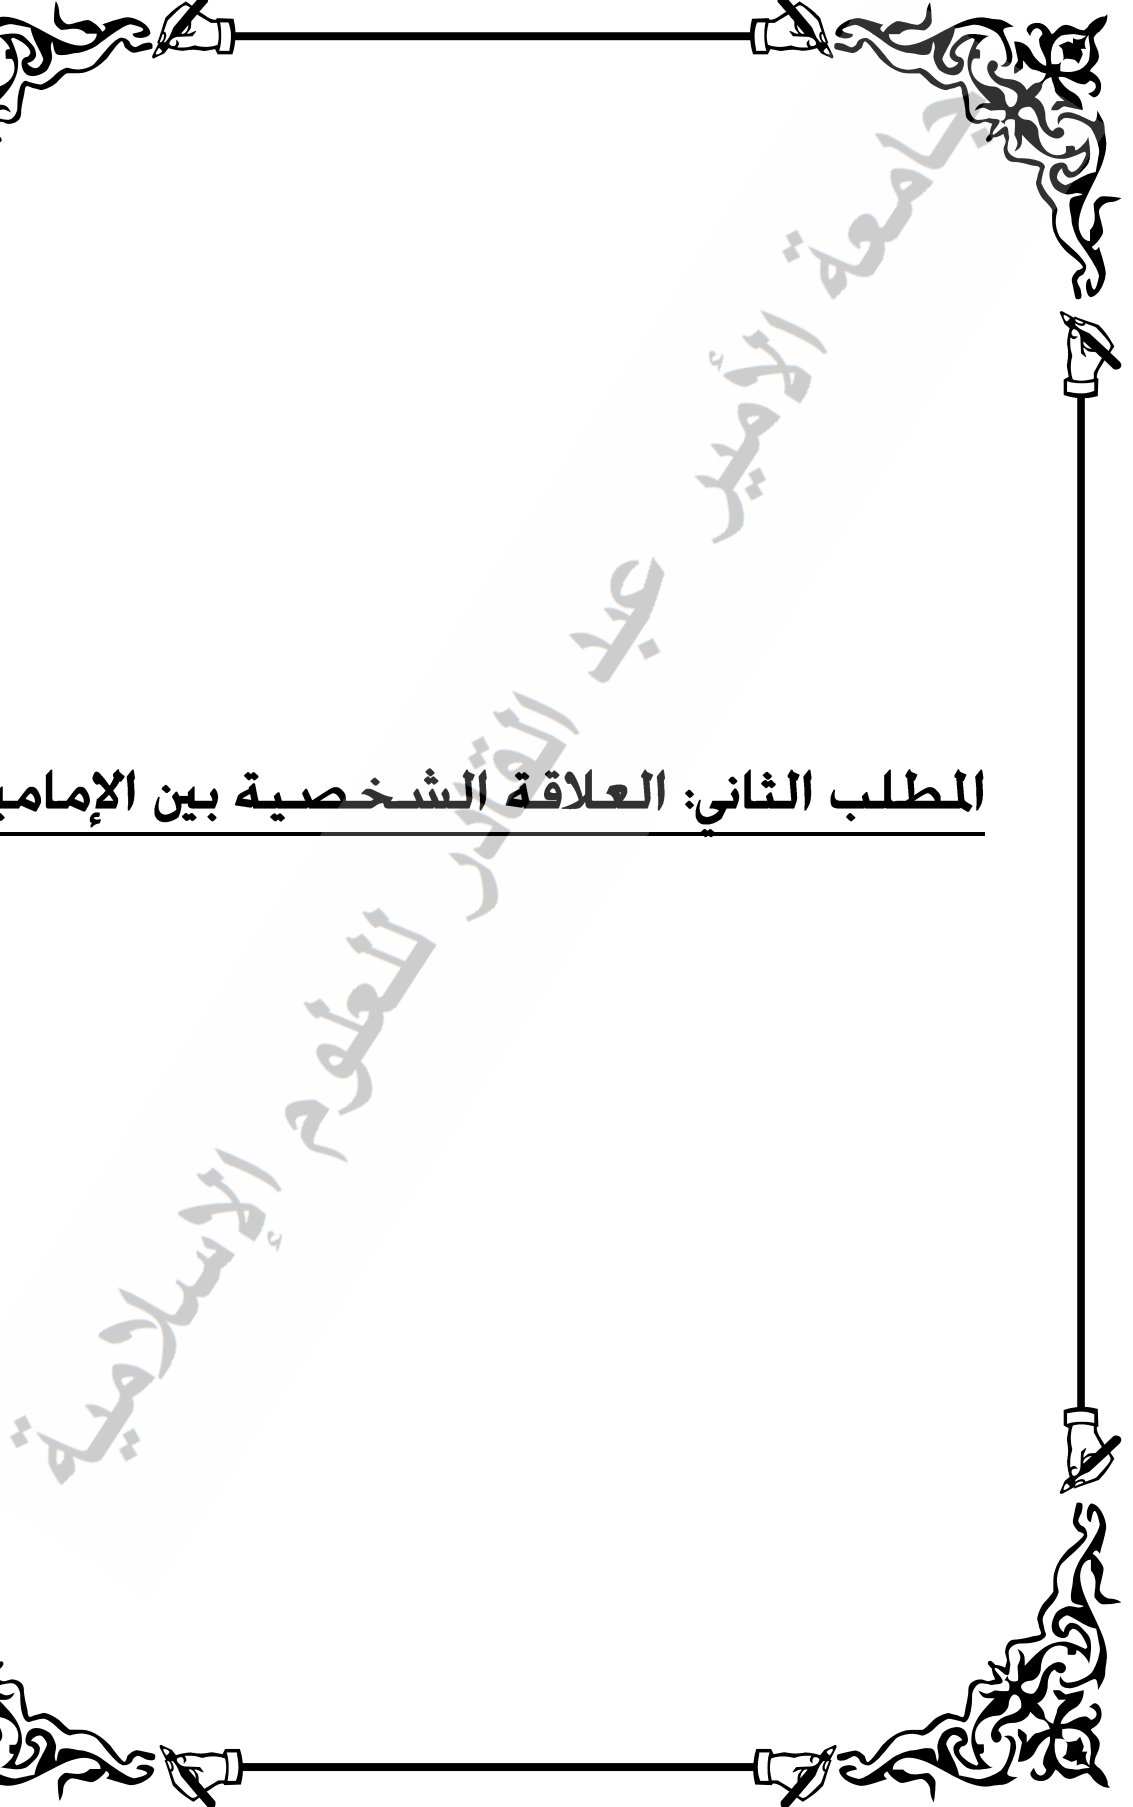 المطلب الثاني: العلاقة الشخصية بين
جامعة الأمير عبد القادر للعلوم الإسلامية